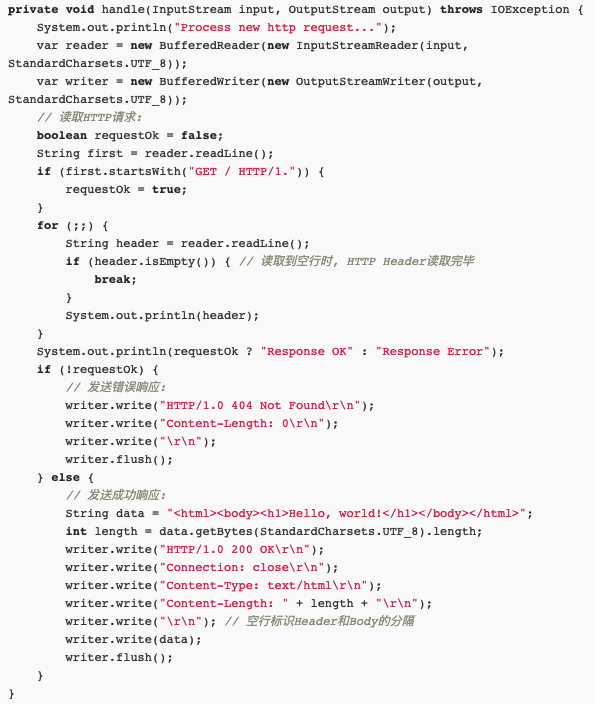 private void handle(InputStream input, OutputStream output) throws IOException {
    System.out.println("Process new http request...");
    var reader = new BufferedReader(new InputStreamReader(input,
StandardCharsets.UTF_8));
    var writer = new BufferedWriter(new OutputStreamWriter(output,
StandardCharsets.UTF_8));
    // 读取HTTP请求:
    boolean requestOk = false;
    String first = reader.readLine();
    if (first.startsWith("GET / HTTP/1.")) {
        requestOk = true;
    }
    for (;;) {
        String header = reader.readLine();
        if (header.isEmpty()) { // 读取到空行时, HTTP Header读取完毕
            break;
        }
        System.out.println(header);
    }
    System.out.println(requestOk ? "Response OK" : "Response Error");
    if (!requestOk) {
        // 发送错误响应:
        writer.write("HTTP/1.0 404 Not Found\r\n");
        writer.write("Content-Length: 0\r\n");
        writer.write("\r\n");
        writer.flush();
    } else {
        // 发送成功响应:
        String data = "<html><body><h1>Hello, world!</h1></body></html>";
        int length = data.getBytes(StandardCharsets.UTF_8).length;
        writer.write("HTTP/1.0 200 OK\r\n");
        writer.write("Connection: close\r\n");
        writer.write("Content-Type: text/html\r\n");
        writer.write("Content-Length: " + length + "\r\n");
        writer.write("\r\n"); // 空行标识Header和Body的分隔
        writer.write(data);
        writer.flush();
    }
}